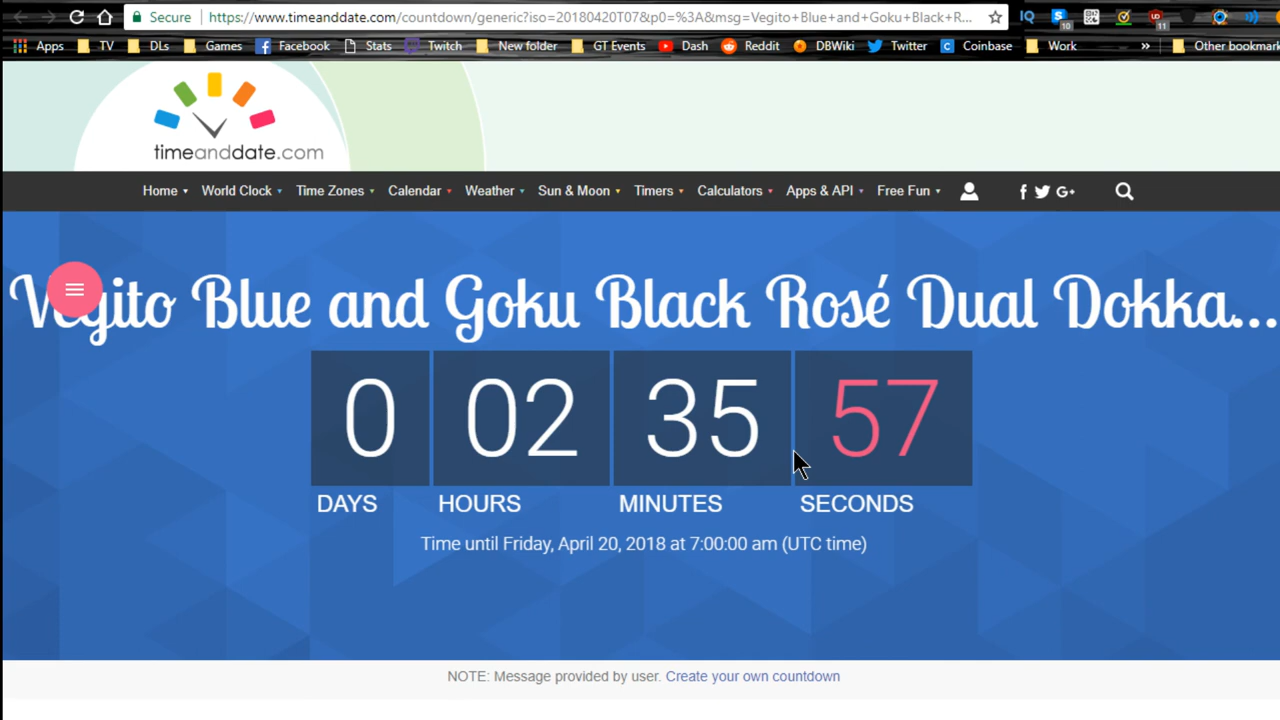 Secure https://www.timeanddate.com/countdown/generic?iso=20180420T07&p0=%3A&msg=Vegito+Blue+and+Goku+Black+R... IQ 10 11
Apps TV DLs Games Facebook Stats Twitch New folder GT Events Dash Reddit DBWiki Twitter Coinbase Work » Other bookmark
timeanddate.com
Home World Clock Time Zones Calendar Weather Sun & Moon Timers Calculators Apps & API Free Fun G+
Vegito Blue and Goku Black Rosé Dual Dokka...
0 02 35 57
DAYS HOURS MINUTES SECONDS
Time until Friday, April 20, 2018 at 7:00:00 am (UTC time)
NOTE: Message provided by user. Create your own countdown